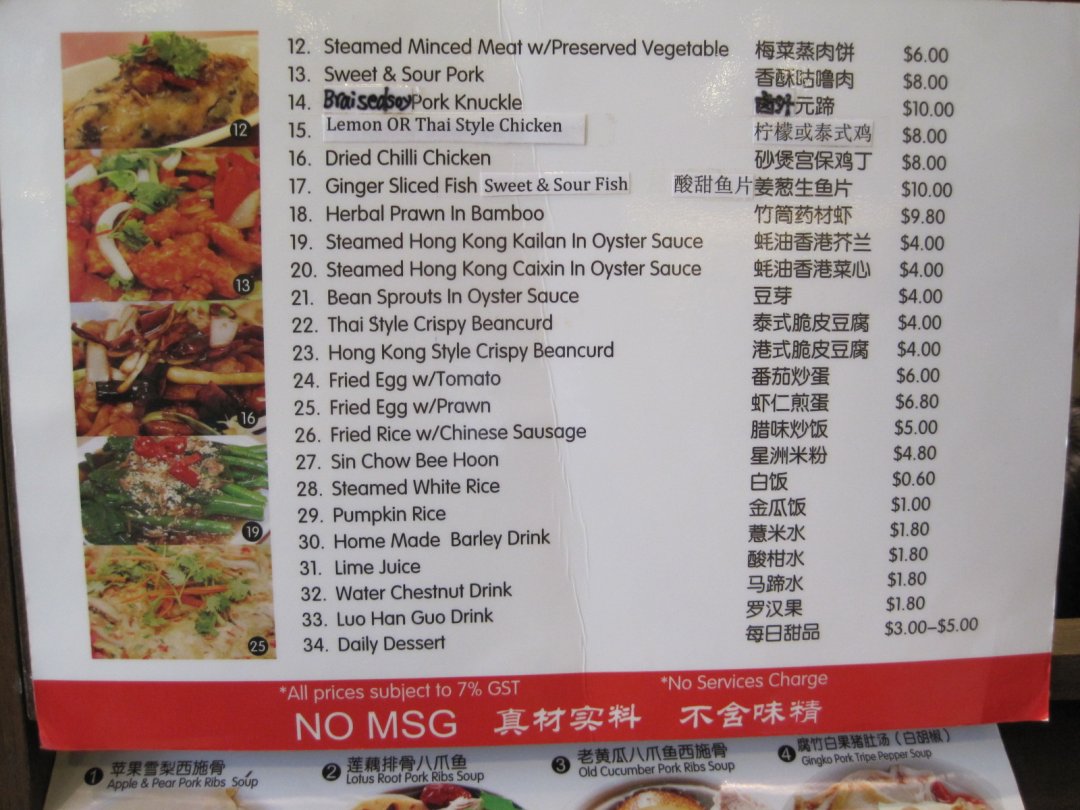 12. Steamed Minced Meat w/Preserved Vegetable 梅菜蒸肉饼 $6.00
13. Sweet & Sour Pork 香酥咕噜肉 $8.00
14. Braisedsoy Pork Knuckle 卤汁元蹄 $10.00
15. Lemon OR Thai Style Chicken 柠檬或泰式鸡 $8.00
16. Dried Chilli Chicken 砂煲宫保鸡丁 $8.00
17. Ginger Sliced Fish Sweet & Sour Fish 酸甜鱼片 姜葱生鱼片 $10.00
18. Herbal Prawn In Bamboo 竹筒药材虾 $9.80
19. Steamed Hong Kong Kailan In Oyster Sauce 蚝油香港芥兰 $4.00
20. Steamed Hong Kong Caixin In Oyster Sauce 蚝油香港菜心 $4.00
21. Bean Sprouts In Oyster Sauce 豆芽 $4.00
22. Thai Style Crispy Beancurd 泰式脆皮豆腐 $4.00
23. Hong Kong Style Crispy Beancurd 港式脆皮豆腐 $4.00
24. Fried Egg w/Tomato 番茄炒蛋 $6.00
25. Fried Egg w/Prawn 虾仁煎蛋 $6.80
26. Fried Rice w/Chinese Sausage 腊味炒饭 $5.00
27. Sin Chow Bee Hoon 星洲米粉 $4.80
28. Steamed White Rice 白饭 $0.60
29. Pumpkin Rice 金瓜饭 $1.00
30. Home Made Barley Drink 薏米水 $1.80
31. Lime Juice 酸柑水 $1.80
32. Water Chestnut Drink 马蹄水 $1.80
33. Luo Han Guo Drink 罗汉果 $1.80
34. Daily Dessert 每日甜品 $3.00–$5.00
12
13
16
19
25
*All prices subject to 7% GST *No Services Charge
NO MSG 真材实料 不含味精
1 苹果雪梨西施骨
Apple & Pear Pork Ribs Soup
2 莲藕排骨八爪鱼
Lotus Root Pork Ribs Soup
3 老黄瓜八爪鱼西施骨
Old Cucumber Pork Ribs Soup
4 腐竹白果猪肚汤（白胡椒）
Gingko Pork Tripe Pepper Soup